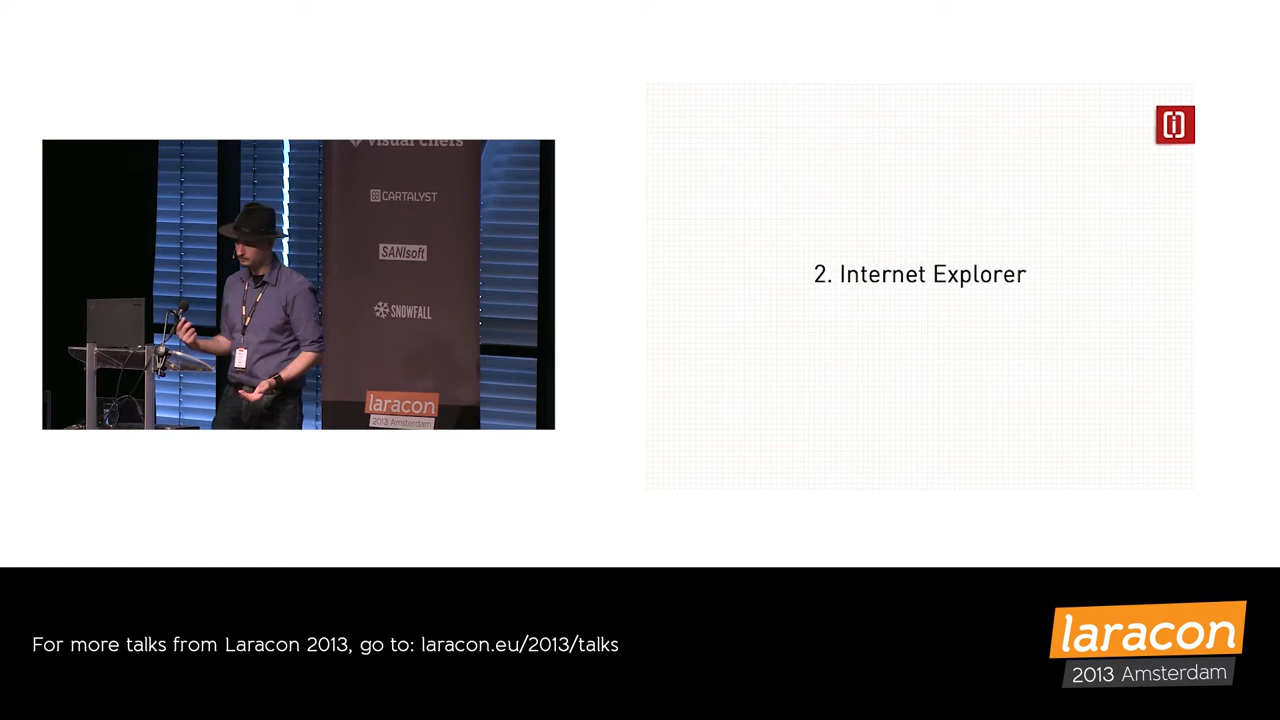 visual chefs
CARTALYST
SANIsoft
SNOWFALL
laracon
2013 Amsterdam
2. Internet Explorer
For more talks from Laracon 2013, go to: laracon.eu/2013/talks
laracon
2013 Amsterdam